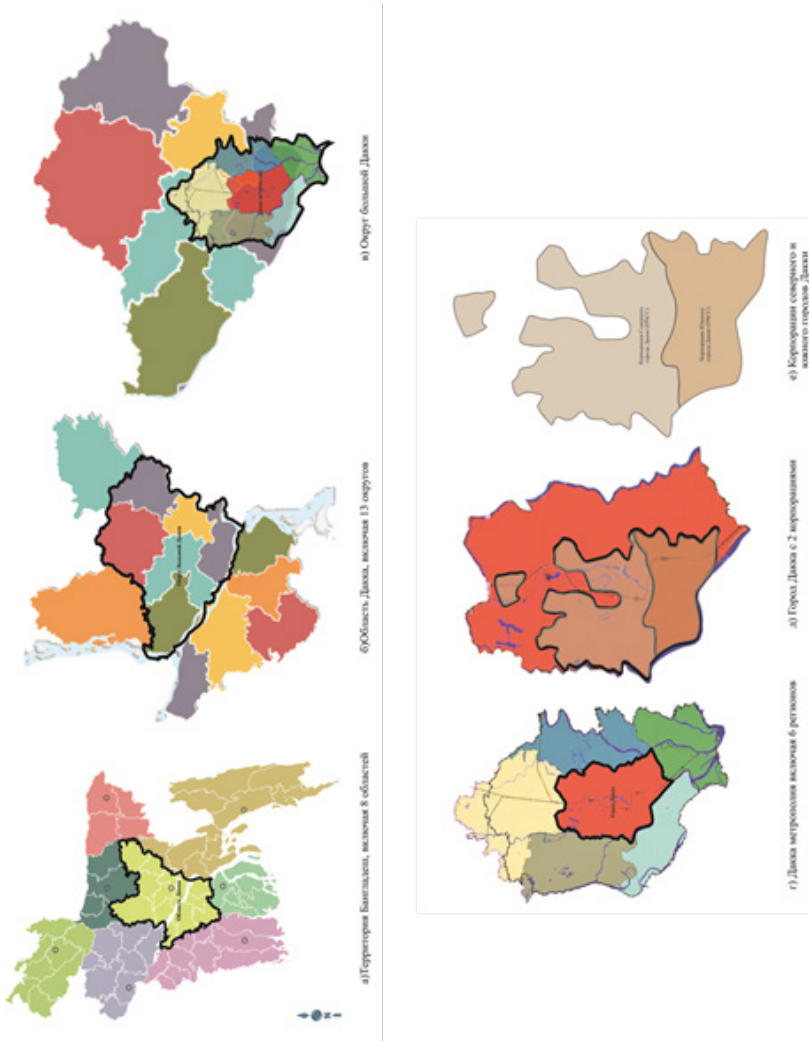 а)Территория Бангладеш, включая 8 областей
б)Область Дакка, включая 13 округов
в) Округ большой Дакки
г) Дакка метрополия включая 6 регионов
д) Город Дакка с 2 корпорациями
е) Корпорации северного и
южного городов Дакки